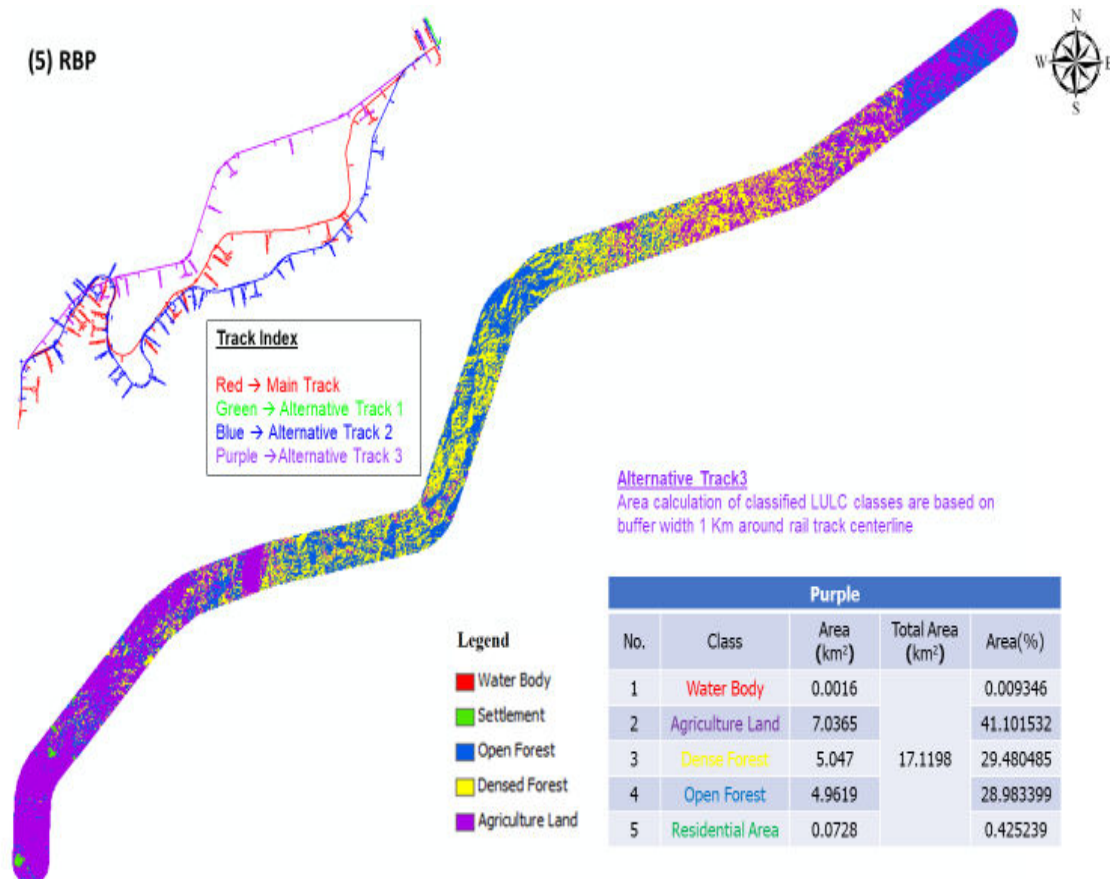 (5) RBP
N
W
E
S
Track Index
Red → Main Track
Green → Alternative Track 1
Blue → Alternative Track 2
Purple → Alternative Track 3
Alternative Track3
Area calculation of classified LULC classes are based on
buffer width 1 Km around rail track centerline
Legend
Water Body
Settlement
Open Forest
Densed Forest
Agriculture Land
Purple
No. Class Area (km²) Total Area (km²) Area(%)
1 Water Body 0.0016 0.009346
2 Agriculture Land 7.0365 41.101532
3 Dense Forest 5.047 17.1198 29.480485
4 Open Forest 4.9619 28.983399
5 Residential Area 0.0728 0.425239